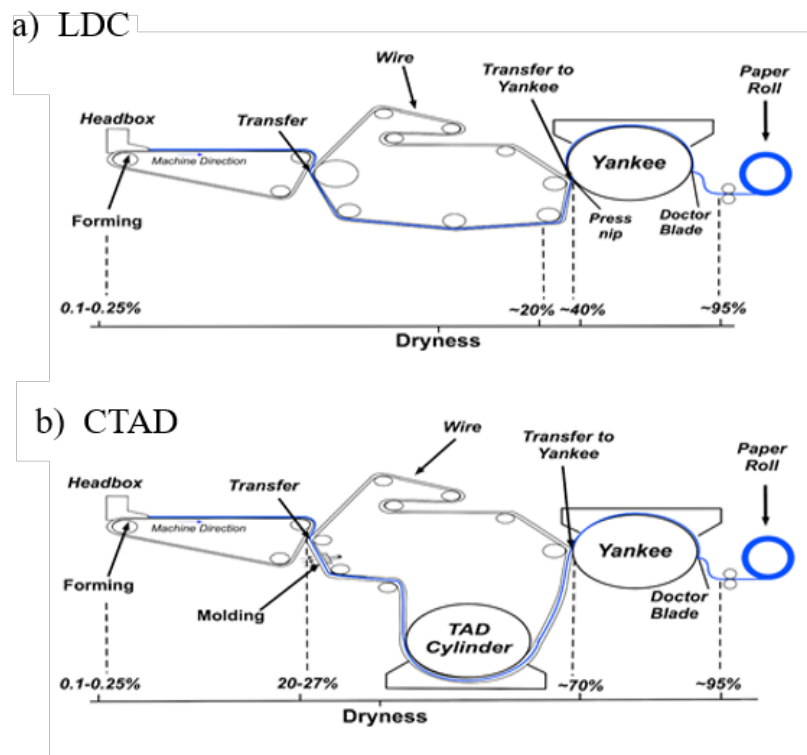 a) LDC
Wire
Transfer to
Yankee
Paper
Roll
Headbox
Transfer
Machine Direction
Yankee
Forming
Press
nip
Doctor
Blade
0.1-0.25%
~20%
~40%
~95%
Dryness
b) CTAD
Wire
Transfer to
Yankee
Paper
Roll
Headbox
Transfer
Machine Direction
Yankee
Forming
Molding
TAD
Cylinder
Doctor
Blade
0.1-0.25%
20-27%
~70%
~95%
Dryness